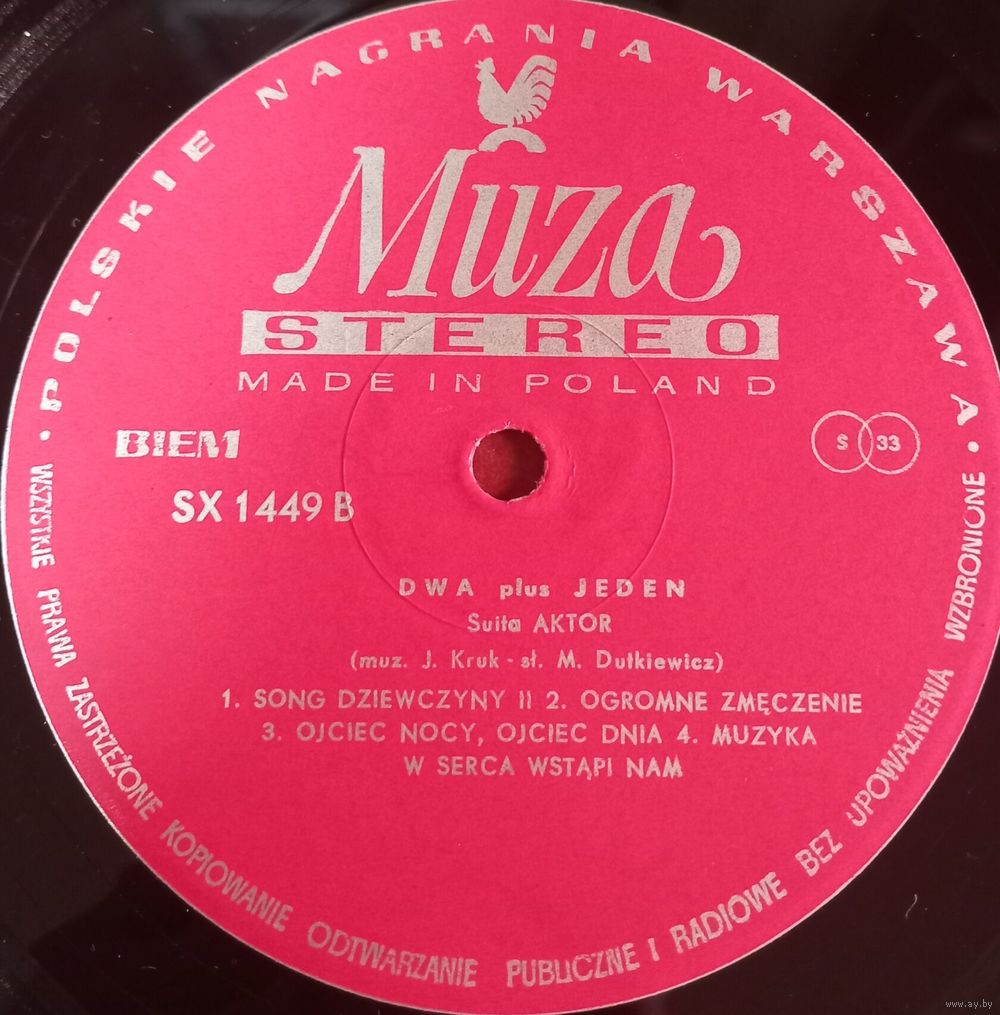 POLSKIE NAGRANIA WARSZAWA
Muza
STEREO
MADE IN POLAND
BIEM
S 33
SX 1449 B
DWA plus JEDEN
Suita AKTOR
(muz. J. Kruk - sł. M. Dutkiewicz)
1. SONG DZIEWCZYNY II 2. OGROMNE ZMĘCZENIE
3. OJCIEC NOCY, OJCIEC DNIA 4. MUZYKA
W SERCA WSTĄPI NAM
• WSZYSTKIE PRAWA ZASTRZEŻONE KOPIOWANIE ODTWARZANIE PUBLICZNE I RADIOWE BEZ UPOWAŻNIENIA WZBRONIONE •
www.ay.by